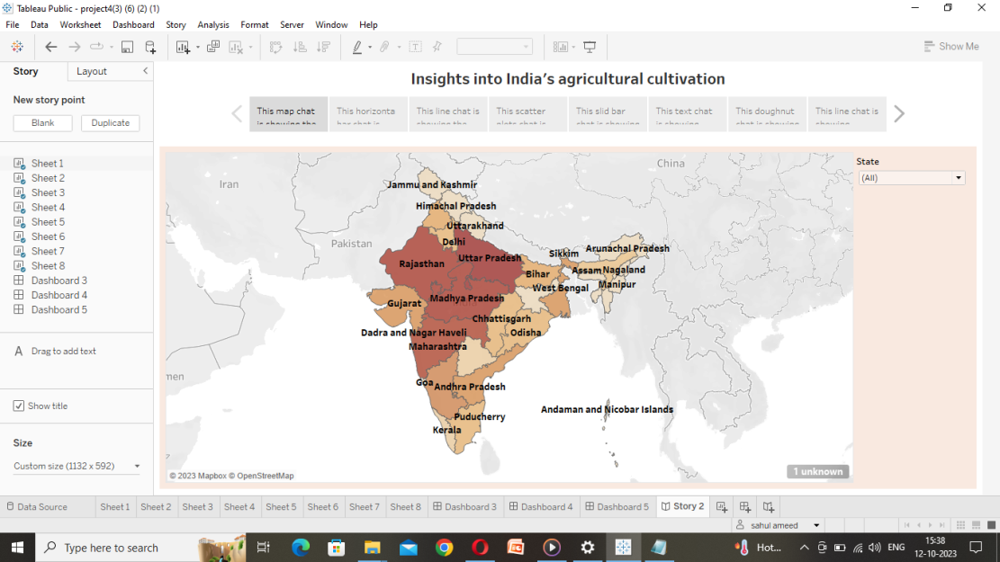 Tableau Public - project4(3) (6) (2) (1)
File Data Worksheet Dashboard Story Analysis Format Server Window Help
Show Me
Story Layout
New story point
Blank Duplicate
Sheet 1
Sheet 2
Sheet 3
Sheet 4
Sheet 5
Sheet 6
Sheet 7
Sheet 8
Dashboard 3
Dashboard 4
Dashboard 5
A Drag to add text
Show title
Size
Custom size (1132 x 592)
Insights into India's agricultural cultivation
This map chat is showing the
This horizonta bar chat is
This line chat is showing the
This scatter plots chat is
This slid bar chat is showing
This text chat is showing
This doughnut chat is showing
This line chat is showing
State
(All)
China
Iran
Jammu and Kashmir
Himachal Pradesh
Uttarakhand
Pakistan
Delhi
Arunachal Pradesh
Sikkim
Uttar Pradesh
Rajasthan
Bihar
Assam Nagaland
West Bengal
Manipur
Madhya Pradesh
Gujarat
Chhattisgarh
Dadra and Nagar Haveli
Odisha
Maharashtra
men
Goa
Andhra Pradesh
Andaman and Nicobar Islands
Puducherry
Kerala
© 2023 Mapbox © OpenStreetMap
1 unknown
Data Source Sheet 1 Sheet 2 Sheet 3 Sheet 4 Sheet 5 Sheet 6 Sheet 7 Sheet 8 Dashboard 3 Dashboard 4 Dashboard 5 Story 2
sahul ameed
Type here to search
Hot...
ENG
15:38
12-10-2023